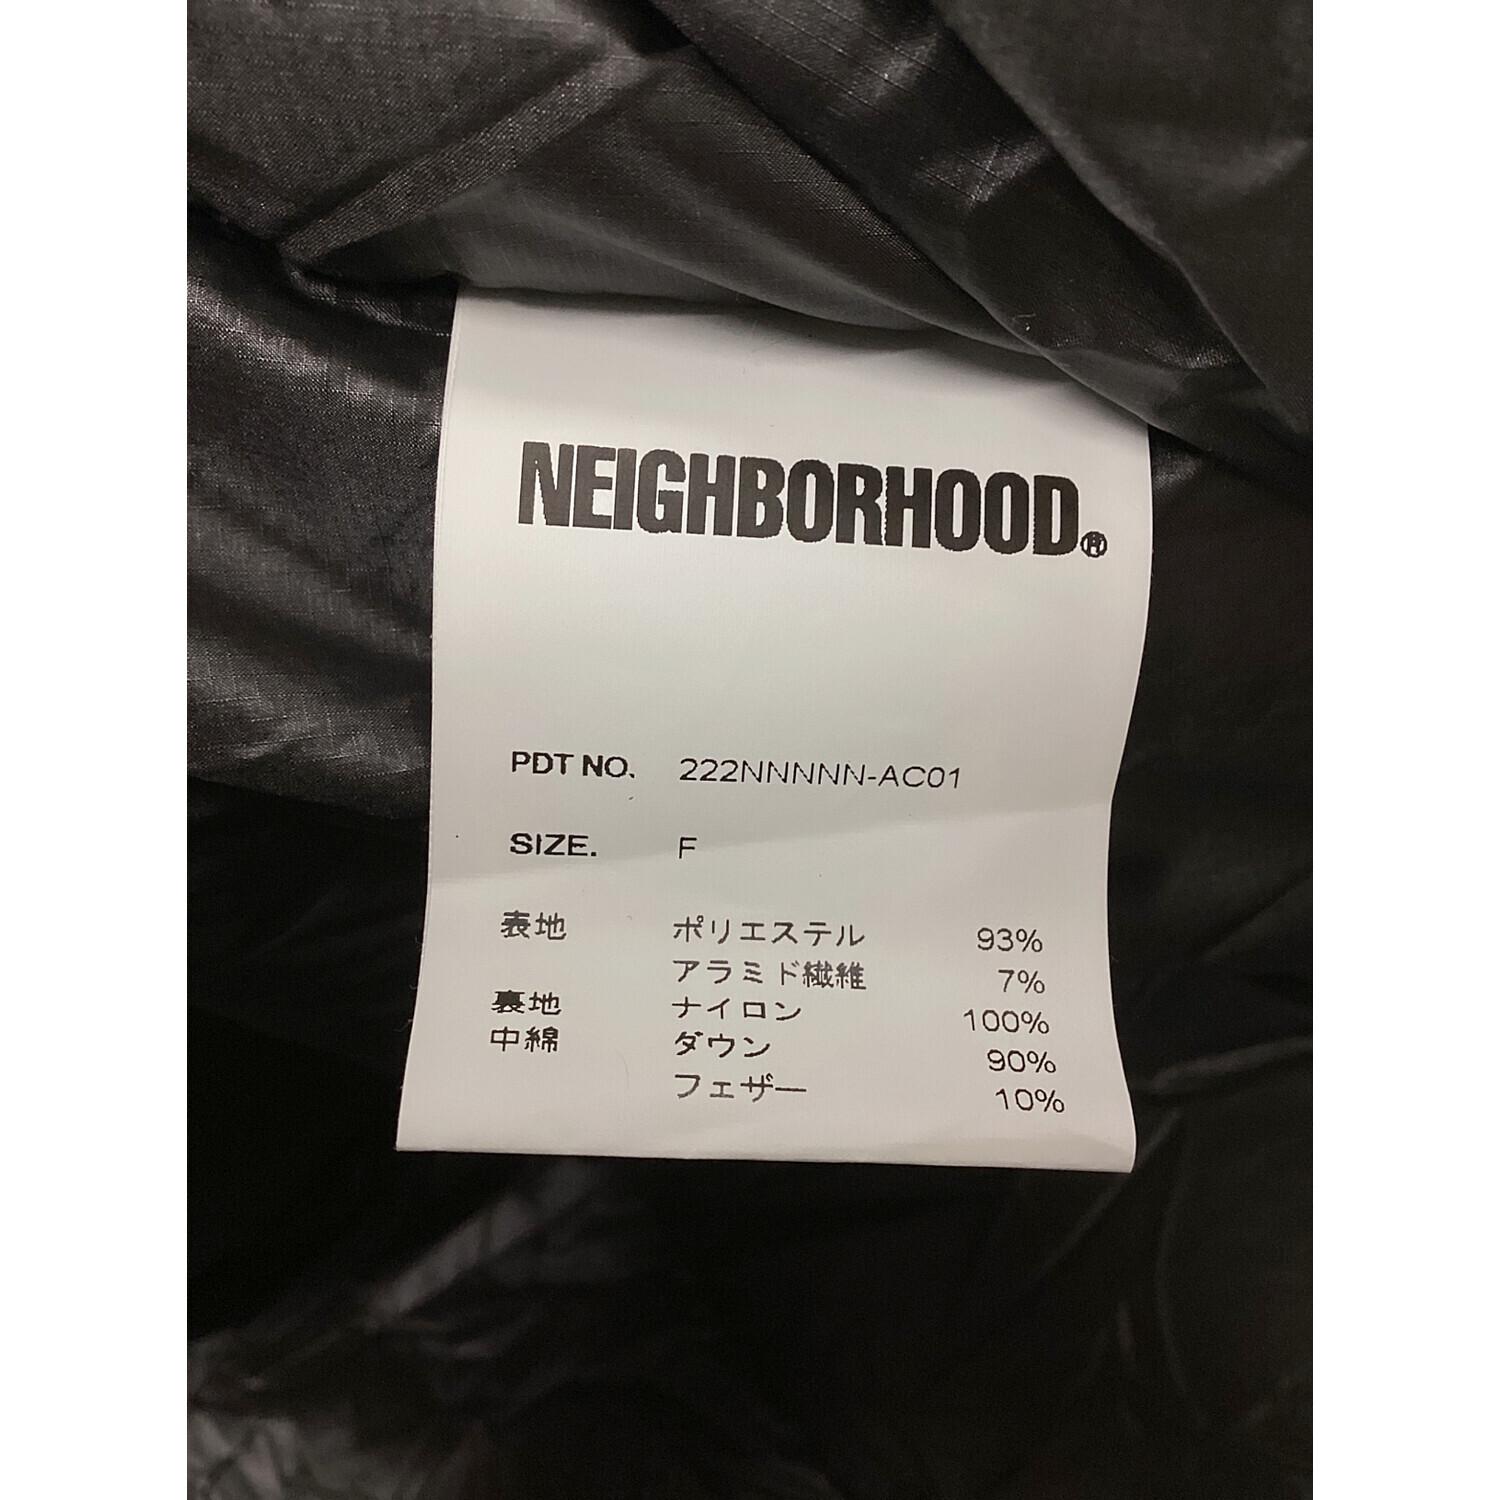 NEIGHBORHOOD®
PDT NO. 222NNNNN-AC01
SIZE. F
表地 ポリエステル 93%
アラミド繊維 7%
裏地 ナイロン 100%
中綿 ダウン 90%
フェザー 10%